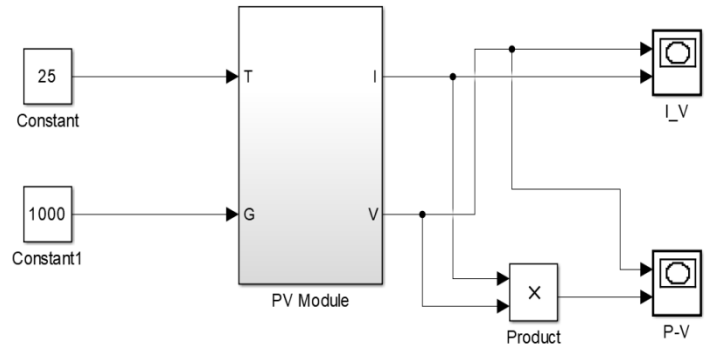 25
Constant
1000
Constant1
T
G
I
V
PV Module
×
Product
I_V
P-V